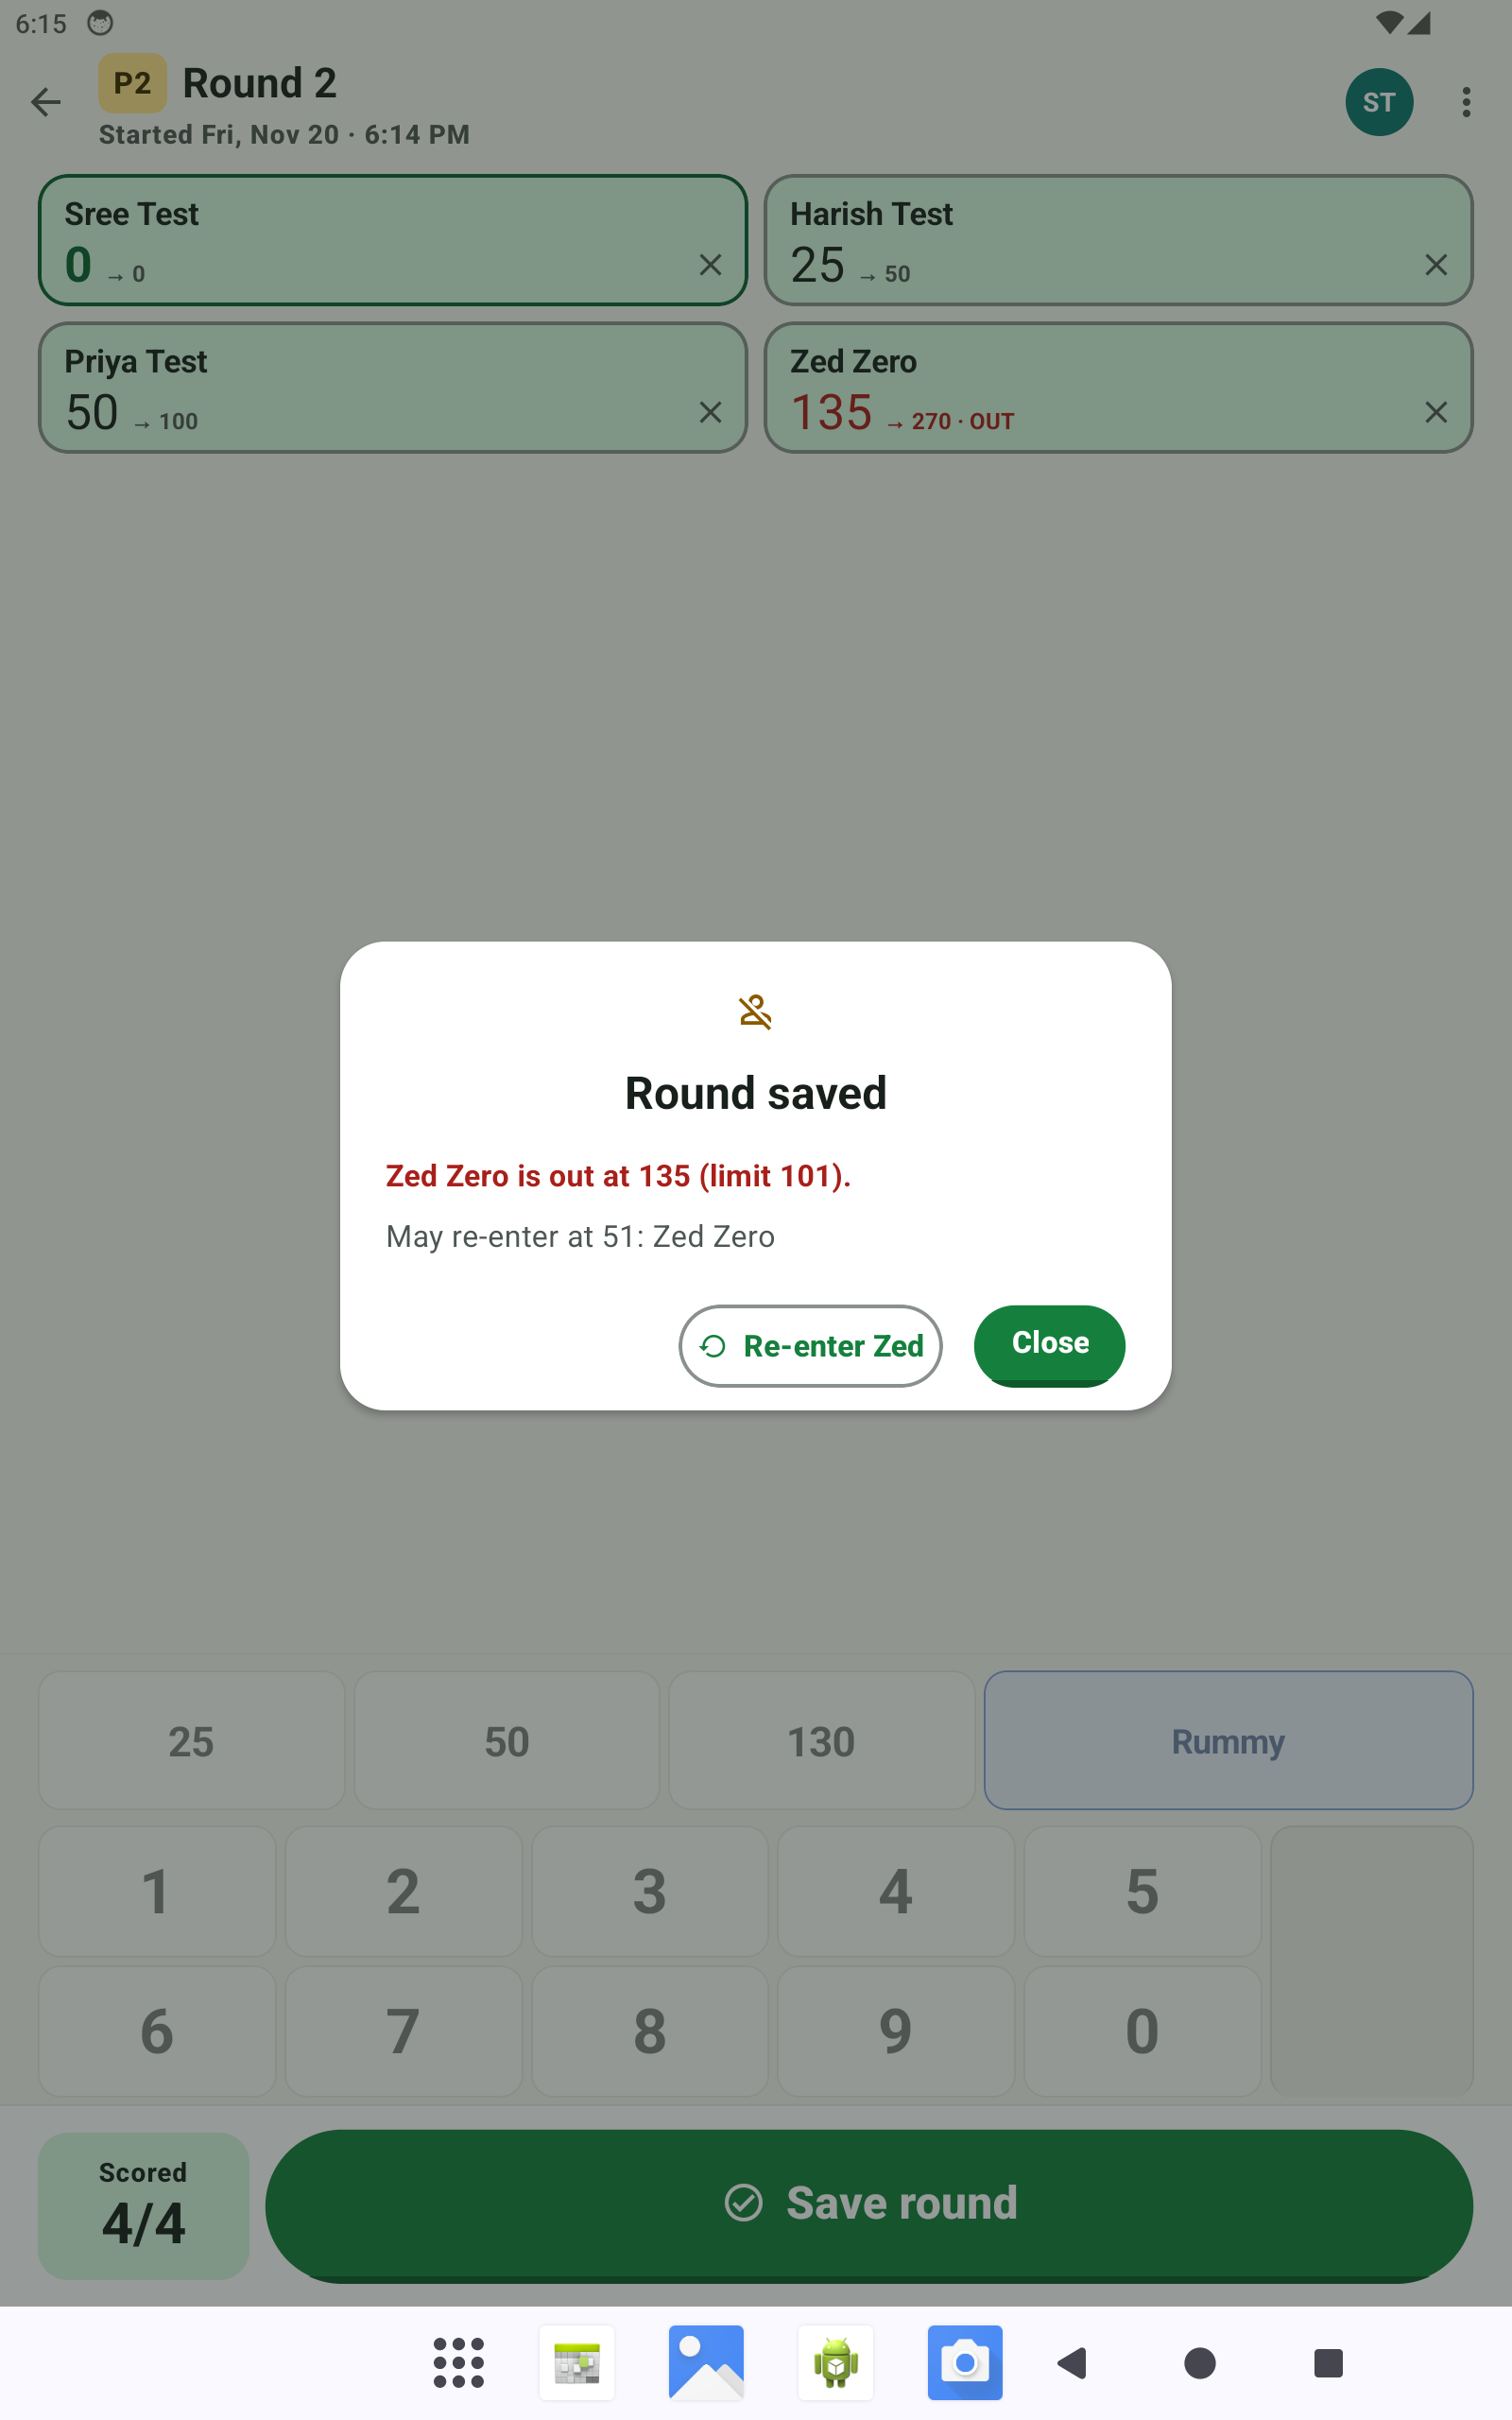 6:15
P2 Round 2
Started Fri, Nov 20 · 6:14 PM
ST
Sree Test
0 → 0
Harish Test
25 → 50
Priya Test
50 → 100
Zed Zero
135 → 270 · OUT
Round saved
Zed Zero is out at 135 (limit 101).
May re-enter at 51: Zed Zero
Re-enter Zed
Close
25 50 130 Rummy
1 2 3 4 5
6 7 8 9 0
Scored
4/4
Save round